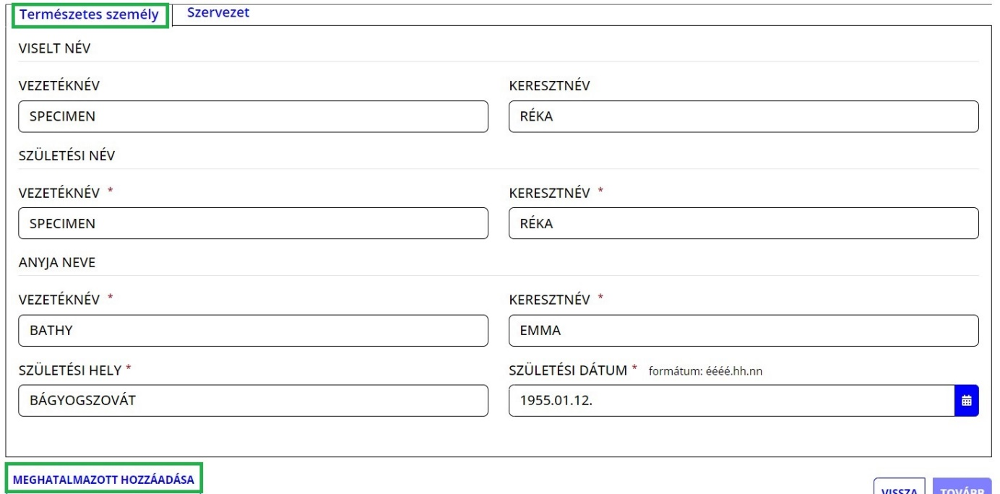 Természetes személy Szervezet
VISELT NÉV
VEZETÉKNÉV KERESZTNÉV
SPECIMEN RÉKA
SZÜLETÉSI NÉV
VEZETÉKNÉV * KERESZTNÉV *
SPECIMEN RÉKA
ANYJA NEVE
VEZETÉKNÉV * KERESZTNÉV *
BATHY EMMA
SZÜLETÉSI HELY * SZÜLETÉSI DÁTUM * formátum: éééé.hh.nn
BÁGYOGSZOVÁT 1955.01.12.
MEGHATALMAZOTT HOZZÁADÁSA VISSZA TOVÁBB